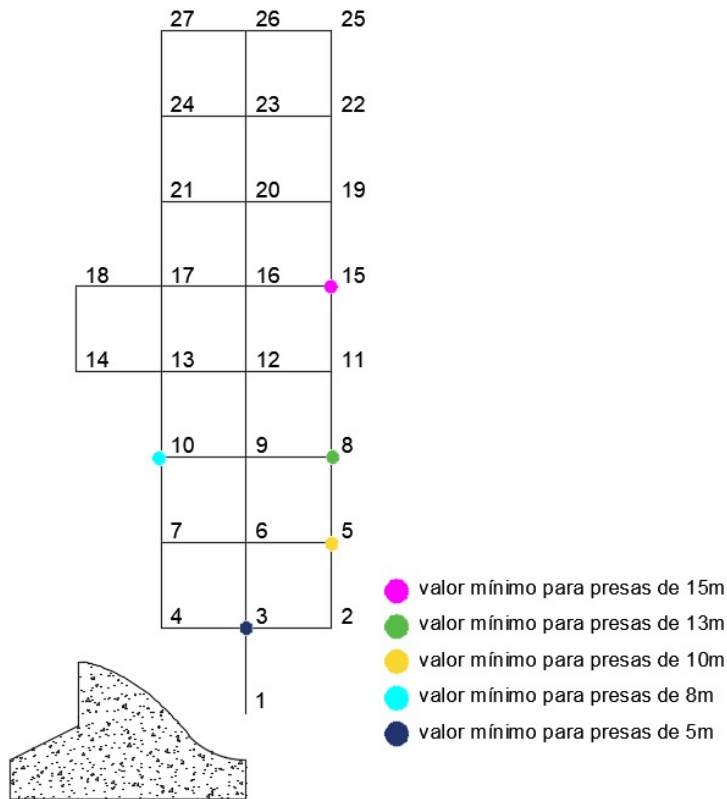 27 26 25
24 23 22
21 20 19
18 17 16 15
14 13 12 11
10 9 8
7 6 5
4 3 2
1
valor mínimo para presas de 15m
valor mínimo para presas de 13m
valor mínimo para presas de 10m
valor mínimo para presas de 8m
valor mínimo para presas de 5m